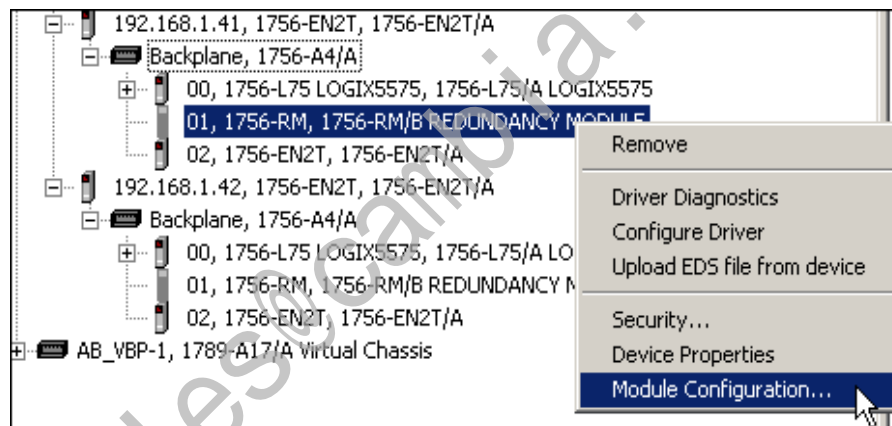 192.168.1.41, 1756-EN2T, 1756-EN2T/A
Backplane, 1756-A4/A
00, 1756-L75 LOGIX5575, 1756-L75/A LOGIX5575
01, 1756-RM, 1756-RM/B REDUNDANCY MODULE
02, 1756-EN2T, 1756-EN2T/A
192.168.1.42, 1756-EN2T, 1756-EN2T/A
Backplane, 1756-A4/A
00, 1756-L75 LOGIX5575, 1756-L75/A LO
01, 1756-RM, 1756-RM/B REDUNDANCY M
02, 1756-EN2T, 1756-EN2T/A
AB_VBP-1, 1789-A17/A Virtual Chassis
Remove
Driver Diagnostics
Configure Driver
Upload EDS file from device
Security...
Device Properties
Module Configuration...
les@cambia.